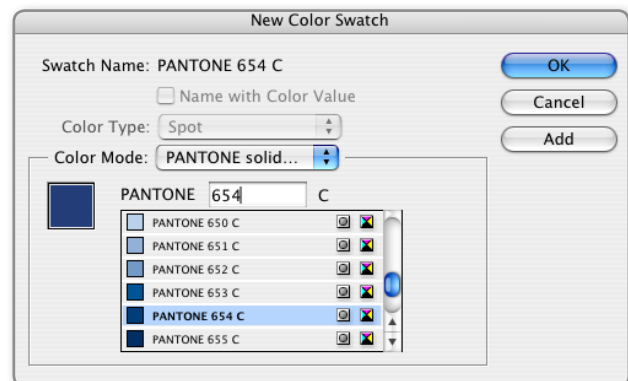 New Color Swatch
Swatch Name: PANTONE 654 C
OK
Name with Color Value
Cancel
Color Type: Spot
Add
Color Mode: PANTONE solid...
PANTONE 654 C
PANTONE 650 C
PANTONE 651 C
PANTONE 652 C
PANTONE 653 C
PANTONE 654 C
PANTONE 655 C